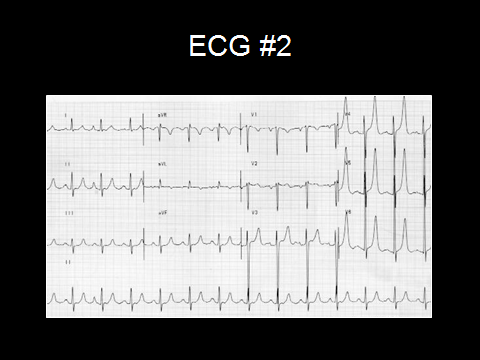 ECG #2
I aVR V1 V4
II aVL V2 V5
III aVF V3 V6
II